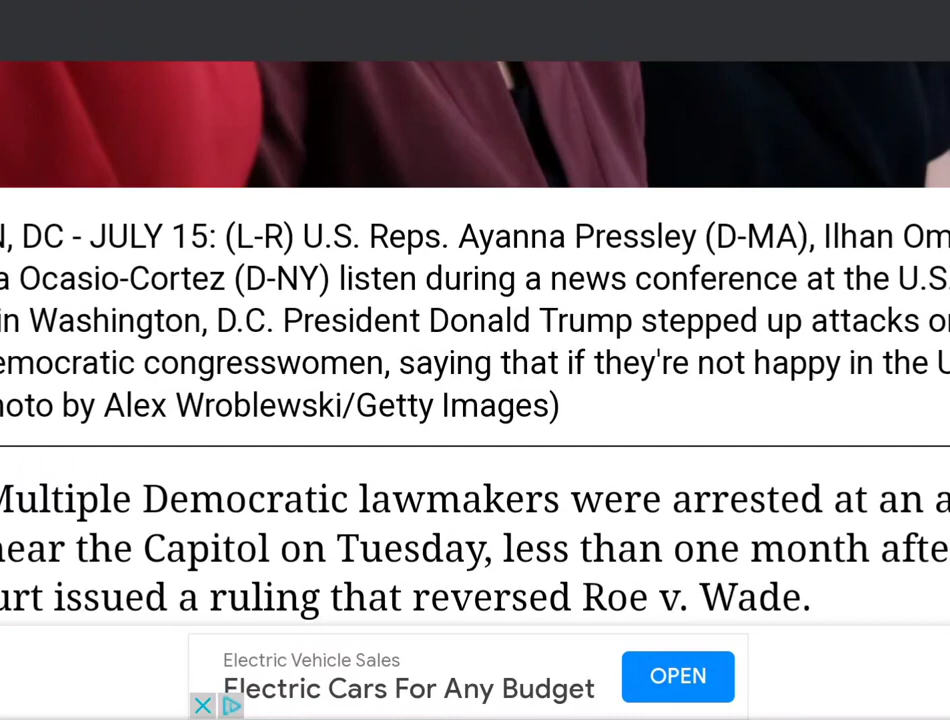 , DC - JULY 15: (L-R) U.S. Reps. Ayanna Pressley (D-MA), Ilhan Om
a Ocasio-Cortez (D-NY) listen during a news conference at the U.S.
in Washington, D.C. President Donald Trump stepped up attacks o
emocratic congresswomen, saying that if they're not happy in the U
hoto by Alex Wroblewski/Getty Images)
Multiple Democratic lawmakers were arrested at an a
near the Capitol on Tuesday, less than one month afte
urt issued a ruling that reversed Roe v. Wade.
Electric Vehicle Sales
Electric Cars For Any Budget
OPEN